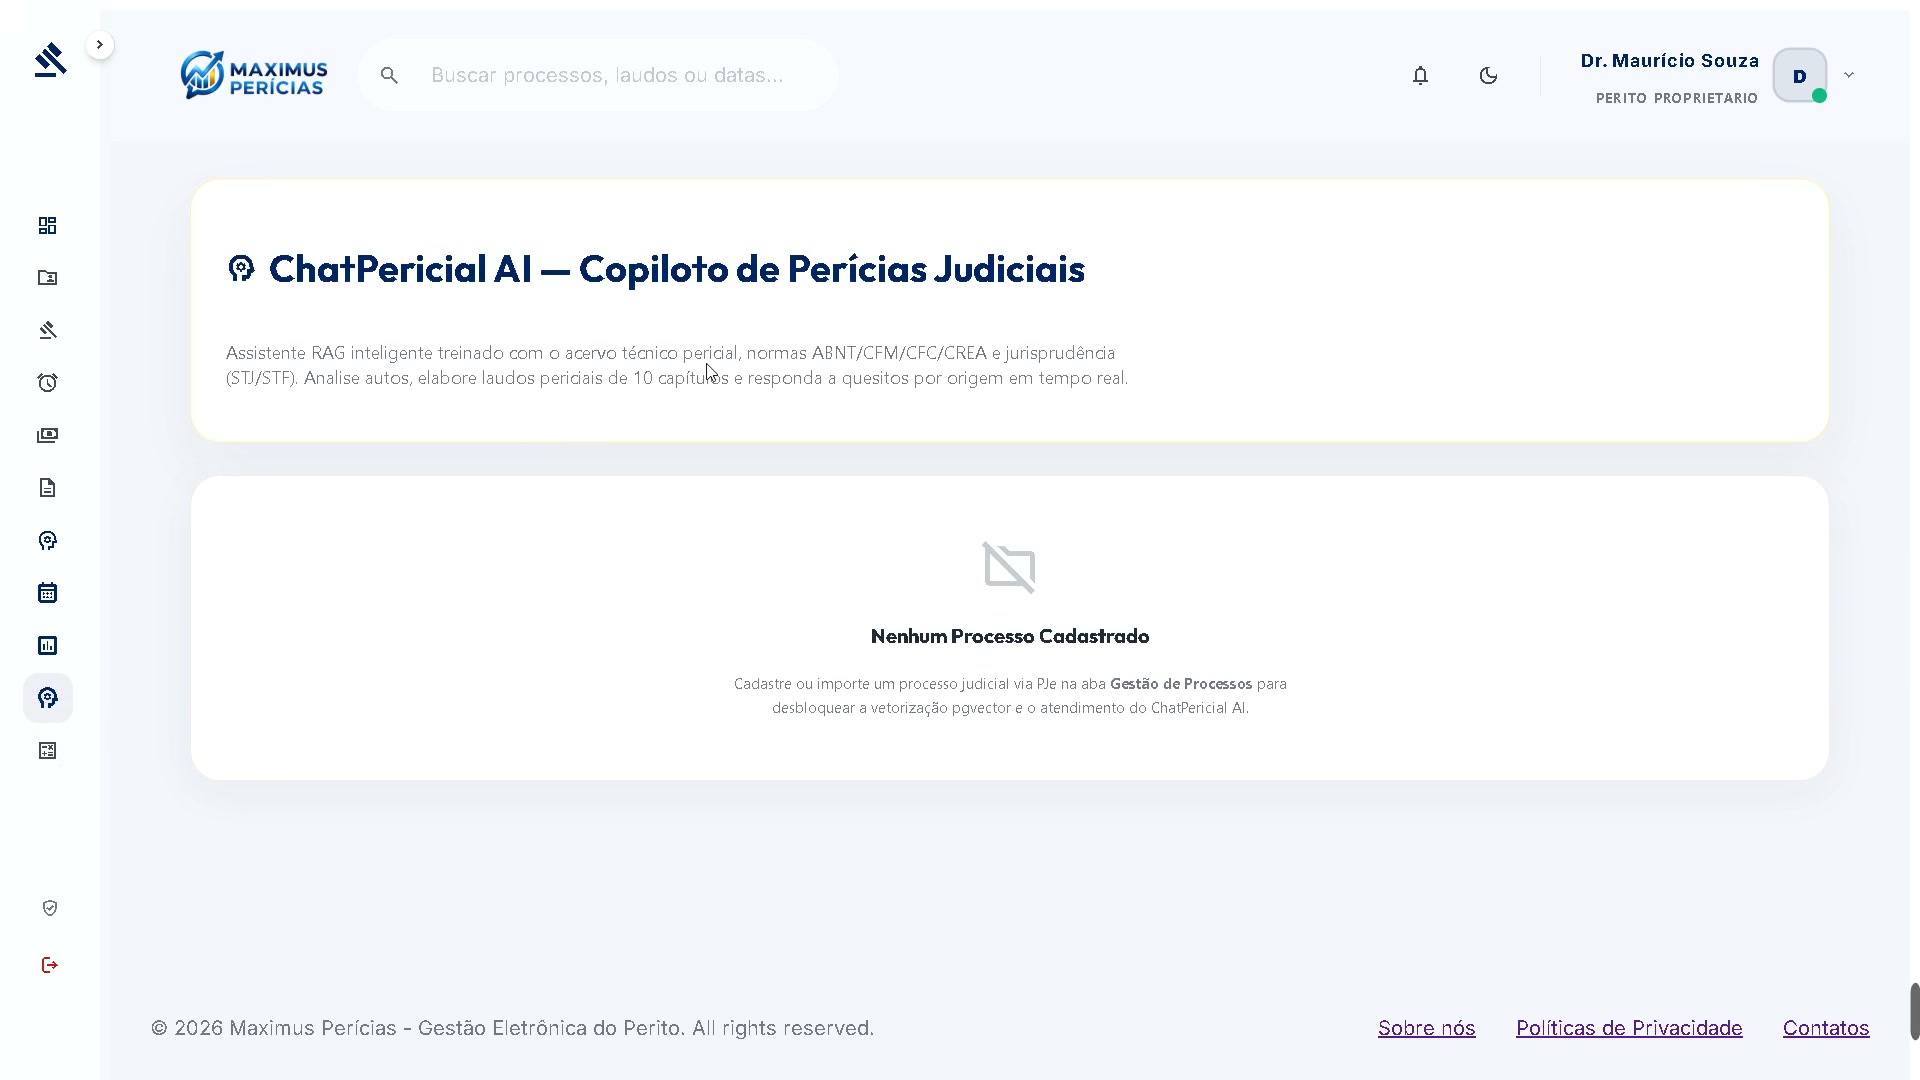 MAXIMUS
PERÍCIAS
Buscar processos, laudos ou datas...
Dr. Maurício Souza
PERITO PROPRIETARIO
D
ChatPericial AI — Copiloto de Perícias Judiciais
Assistente RAG inteligente treinado com o acervo técnico pericial, normas ABNT/CFM/CFC/CREA e jurisprudência
(STJ/STF). Analise autos, elabore laudos periciais de 10 capítulos e responda a quesitos por origem em tempo real.
Nenhum Processo Cadastrado
Cadastre ou importe um processo judicial via PJe na aba Gestão de Processos para
desbloquear a vetorização pgvector e o atendimento do ChatPericial AI.
© 2026 Maximus Perícias - Gestão Eletrônica do Perito. All rights reserved.
Sobre nós
Políticas de Privacidade
Contatos